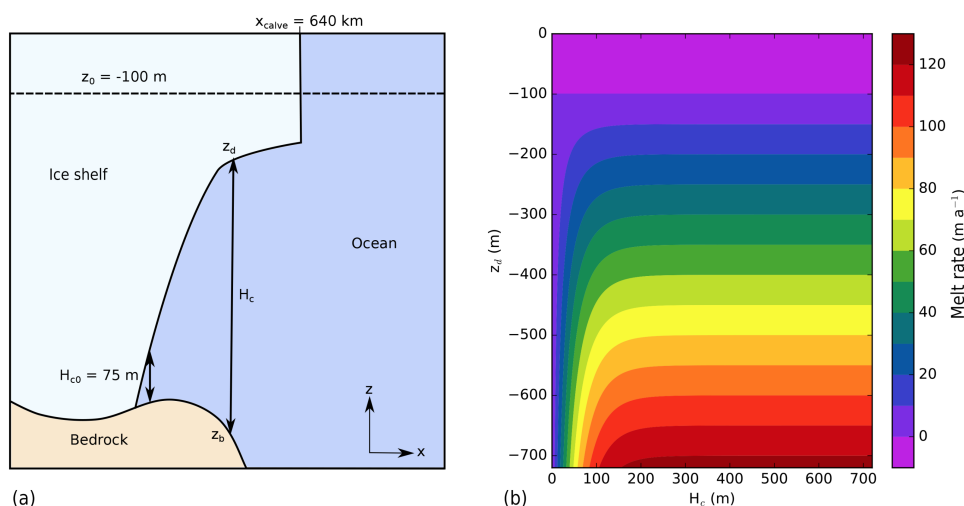 x_calve = 640 km
z_0 = -100 m
z_d
Ice shelf
Ocean
H_c
H_c0 = 75 m
z
Bedrock
z_b
x
(a)
0
−100
−200
−300
−400
−500
−600
−700
z_d (m)
0 100 200 300 400 500 600 700
H_c (m)
(b)
120
100
80
60
40
20
0
Melt rate (m a⁻¹)